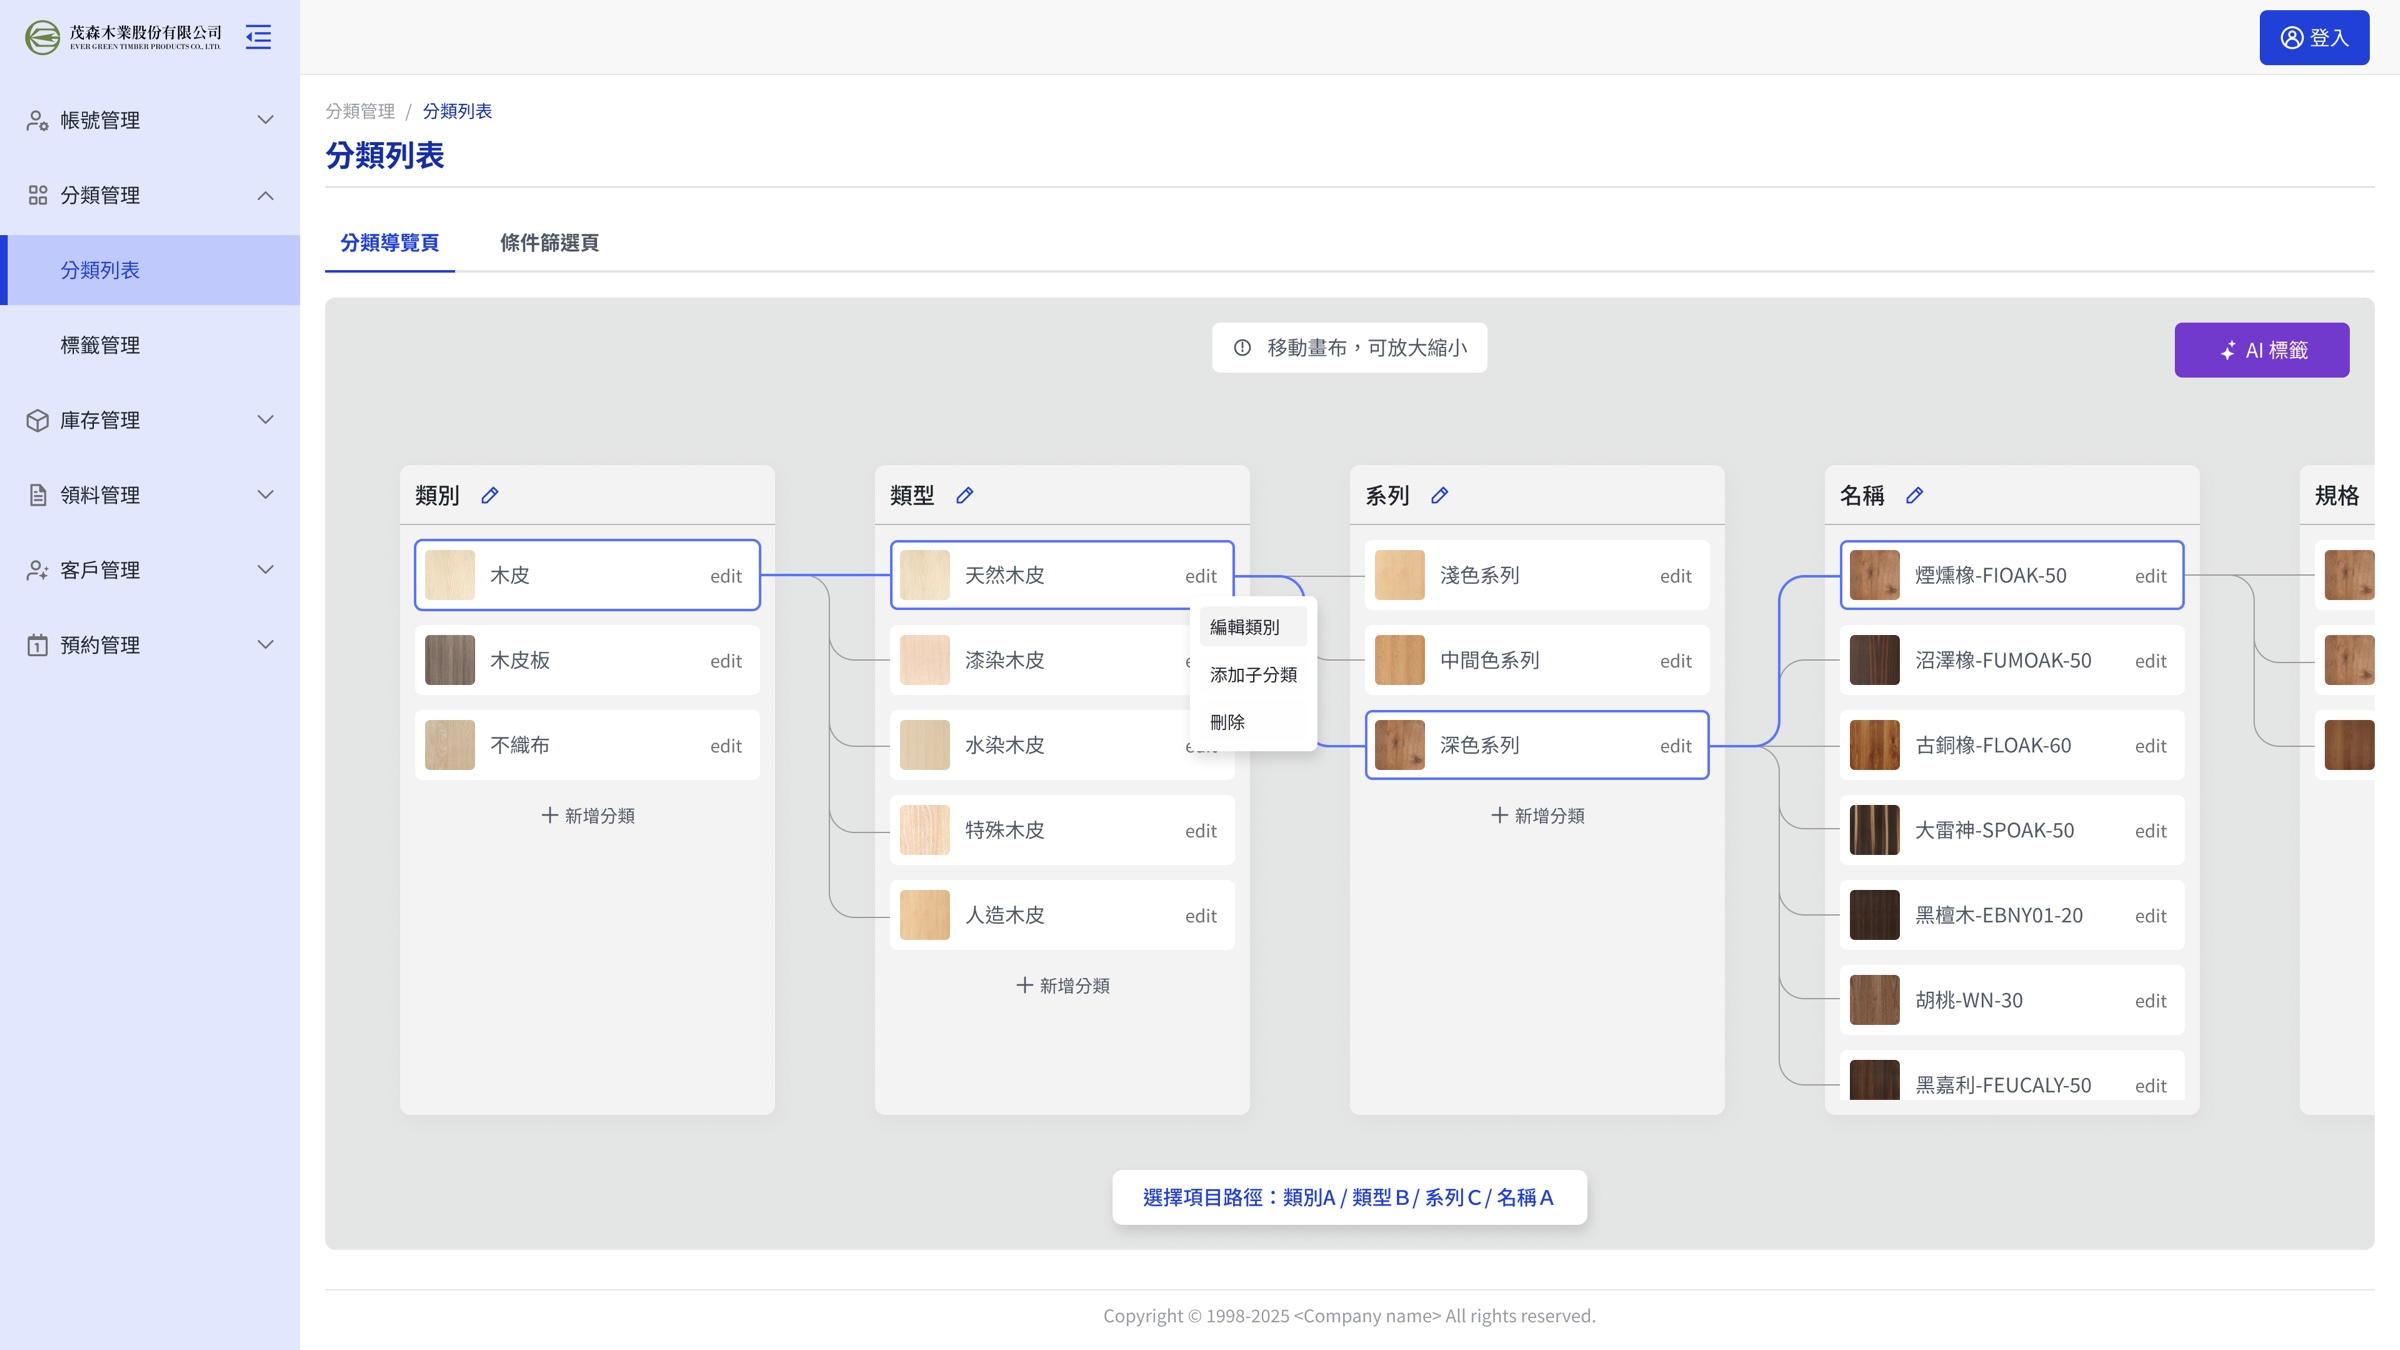 茂森木業股份有限公司
EVER GREEN TIMBER PRODUCTS CO., LTD.
登入
帳號管理
分類管理
分類列表
標籤管理
庫存管理
領料管理
客戶管理
預約管理
分類管理 / 分類列表
分類列表
分類導覽頁
條件篩選頁
移動畫布，可放大縮小
AI 標籤
類別
木皮 edit
木皮板 edit
不織布 edit
新增分類
類型
天然木皮 edit
漆染木皮
水染木皮
特殊木皮 edit
人造木皮 edit
新增分類
編輯類別
添加子分類
刪除
系列
淺色系列 edit
中間色系列 edit
深色系列 edit
新增分類
名稱
煙燻橡-FIOAK-50 edit
沼澤橡-FUMOAK-50 edit
古銅橡-FLOAK-60 edit
大雷神-SPOAK-50 edit
黑檀木-EBNY01-20 edit
胡桃-WN-30 edit
黑嘉利-FEUCALY-50 edit
規格
選擇項目路徑：類別A / 類型 B / 系列 C / 名稱 A
Copyright © 1998-2025 <Company name> All rights reserved.